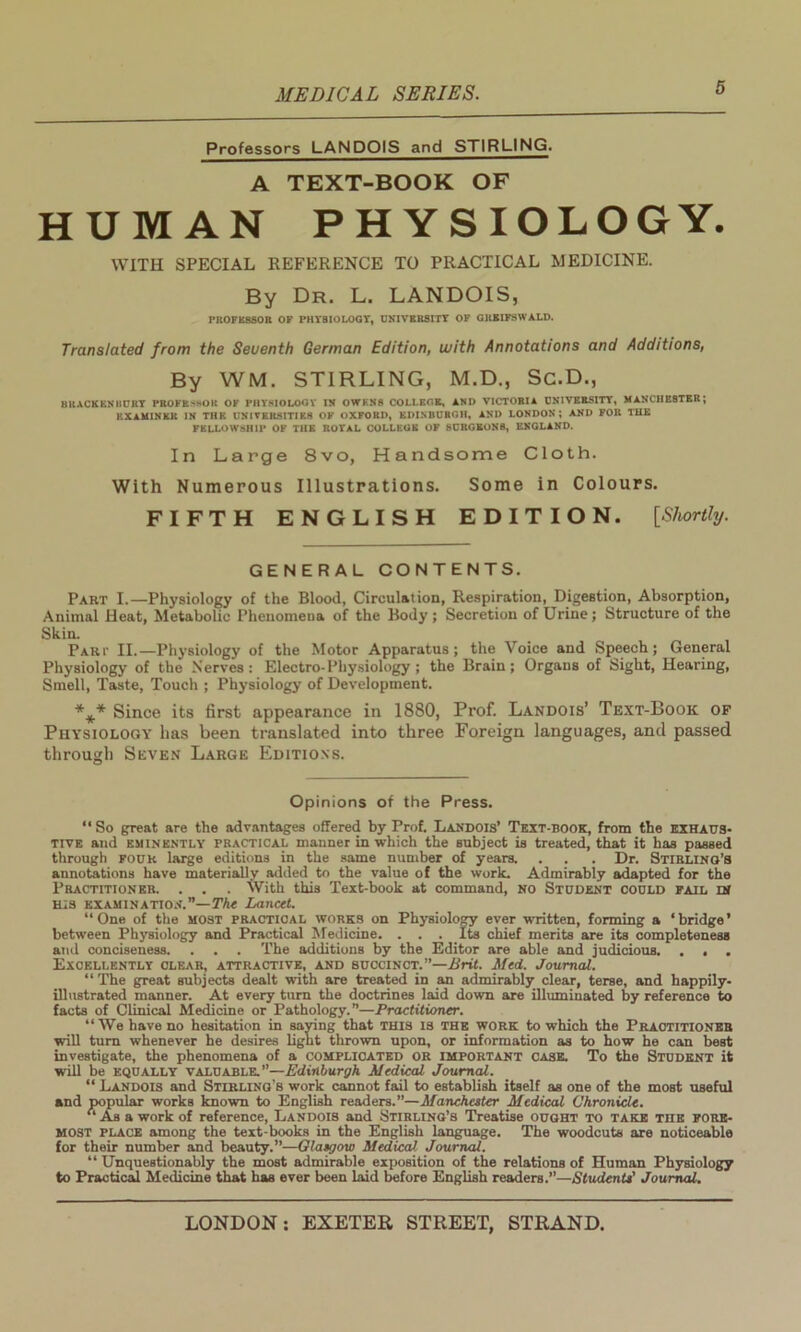 MEDICAL SERIES.
5
Professors LANDOIS and STIRLING.
A TEXT-BOOK OF
HUMAN PHYSIOLOGY.
WITH SPECIAL REFERENCE TO PRACTICAL MEDICINE.
By Dr. L. LANDOIS,
PROFESSOR OF PHYSIOLOGY, UNIVERSITY OF GREIFSWALD.
Translated from the Seventh German Edition, with Annotations and Additions,
By WM. STIRLING, M.D., Sc.D.,
BRACKENBURY PROFESSOR OF PHYSIOLOGY IN OWENS COLLEGE, AND VICTORIA UNIVERSITY, MANCHESTER;
EXAMINER IN THE UNIVERSITIES OF OXFORD, EDINBURGH, AND LONDON; AND FOR THE
FELLOWSHIP OF THE ROYAL COLLEGE OF SURGEONS, ENGLAND.
In Large 8vo, Handsome Cloth.
With Numerous Illustrations. Some in Colours.
FIFTH ENGLISH EDITION. [Shortly.
GENERAL CONTENTS.
PART I.—Physiology of the Blood, Circulation, Respiration, Digestion, Absorption,
Animal Heat, Metabolic Phenomena of the Body; Secretion of Urine; Structure of the
Skin.
PART II.—Physiology of the Motor Apparatus; the Voice and Speech; General
Physiology of the Nerves: Electro-Physiology; the Brain; Organs of Sight, Hearing,
Smell, Taste, Touch; Physiology of Development.
*** Since its first appearance in 1880, Prof. LANDOIS' TEXT-BOOK OF
PHYSIOLOGY has been translated into three Foreign languages, and passed
through SEVEN LARGE EDITIONS.
Opinions of the Press.
"So great are the advantages offered by Prof. LANDOIS' TEXT-BOOK, from the EXHAUS-
TIVE and EMINENTLY PRACTICAL manner in which the subject is treated, that it has passed
through FOUR large editions in the same number of years. . . . Dr. STIRLING'S
annotations have materially added to the value of the work. Admirably adapted for the
PRACTITIONER. . . . With this Text-book at command, NO STUDENT COULD FAIL IN
HIS EXAMINATION."—The Lancet.
"One of the MOST PRACTICAL WORKS on Physiology ever written, forming a 'bridge'
between Physiology and Practical Medicine. . . . Its chief merits are its completeness
and conciseness. . . . The additions by the Editor are able and judicious. . . .
EXCELLENTLY CLEAR, ATTRACTIVE, AND SUCCINCT."—Brit. Med. Journal.
"The great subjects dealt with are treated in an admirably clear, terse, and happily-
illustrated manner. At every turn the doctrines laid down are illuminated by reference to
facts of Clinical Medicine or Pathology."—Practitioner.
"We have no hesitation in saying that THIS IS THE WORK to which the PRACTITIONER
will turn whenever he desires light thrown upon, or information as to how he can best
investigate, the phenomena of a COMPLICATED OR IMPORTANT CASE. To the STUDENT it
will be EQUALLY VALUABLE."—Edinburgh Medical Journal.
"LANDOIS and STIRLING's work cannot fail to establish itself as one of the most useful
and popular works known to English readers."—Manchester Medical Chronicle.
"As a work of reference, LANDOIS and STIRLING'S Treatise OUGHT TO TAKE THE FORE-
MOST PLACE among the text-books in the English language. The woodcuts are noticeable
for their number and beauty."—Glasgow Medical Journal.
"Unquestionably the most admirable exposition of the relations of Human Physiology
to Practical Medicine that has ever been laid before English readers."—Students' Journal.
LONDON: EXETER STREET, STRAND.